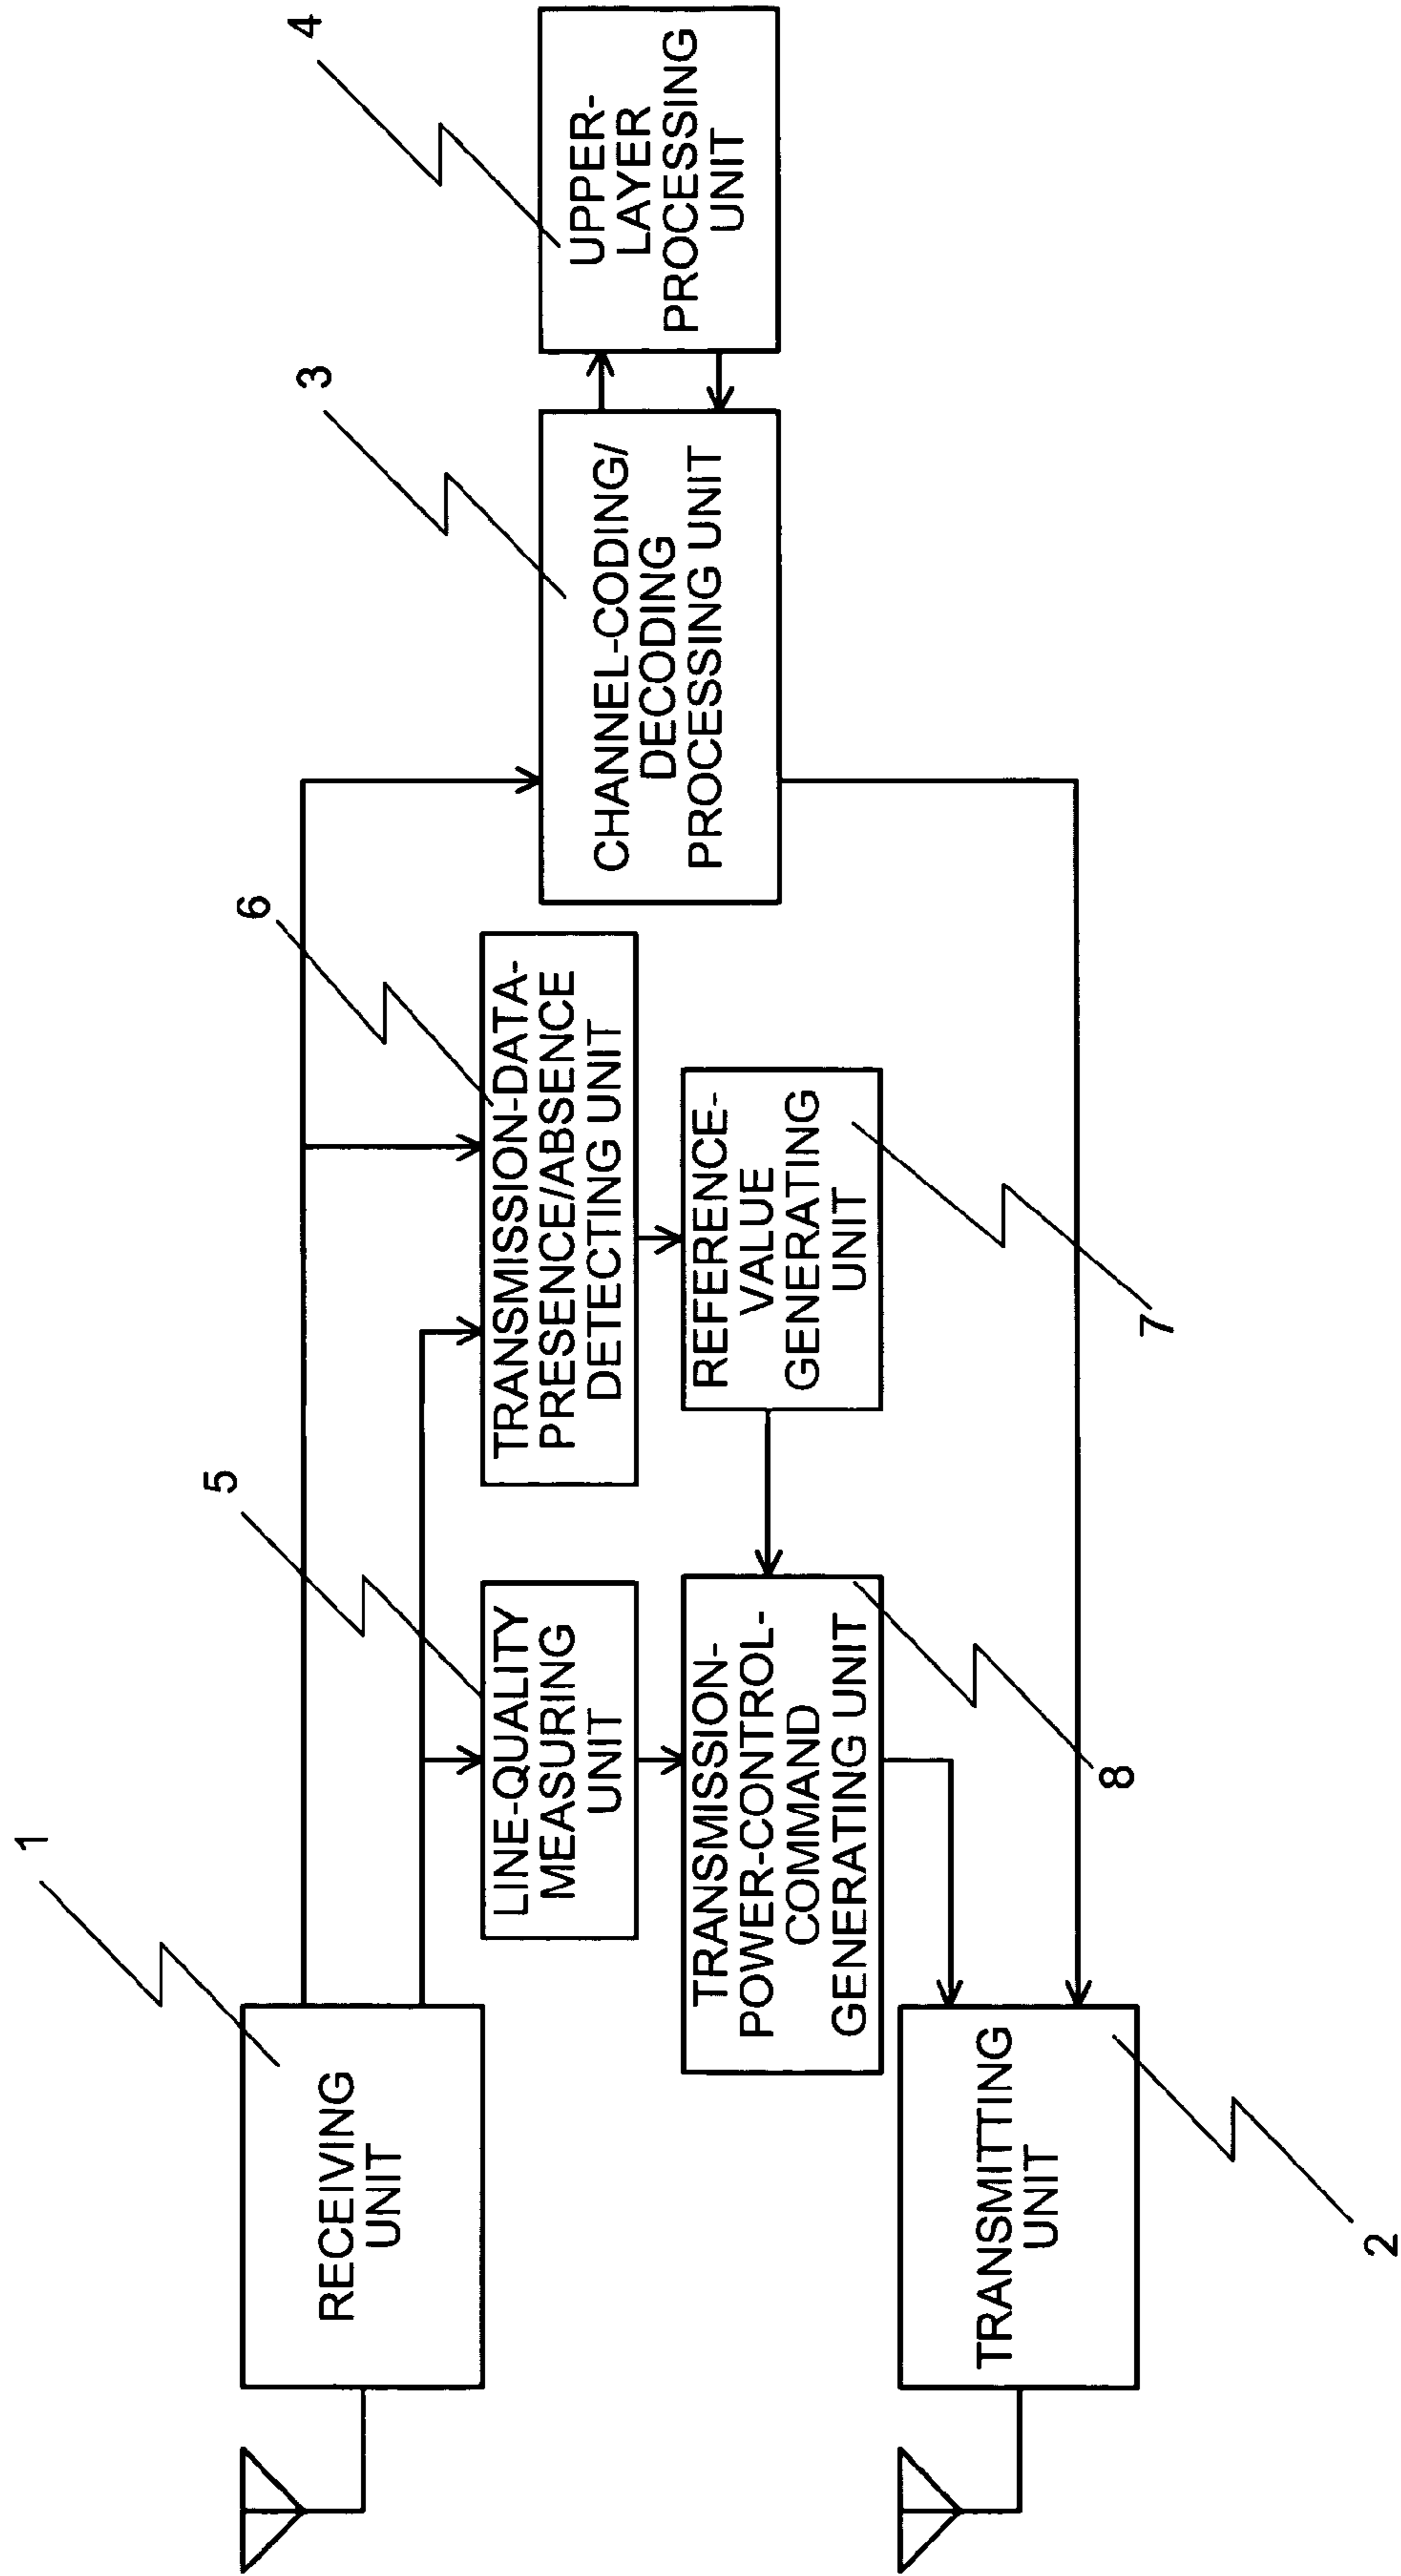 1
RECEIVING
UNIT
5
LINE-QUALITY
MEASURING
UNIT
6
TRANSMISSION-DATA-
PRESENCE/ABSENCE
DETECTING UNIT
3
CHANNEL-CODING/
DECODING
PROCESSING UNIT
4
UPPER-
LAYER
PROCESSING
UNIT
TRANSMISSION-
POWER-CONTROL-
COMMAND
GENERATING UNIT
8
REFERENCE-
VALUE
GENERATING
UNIT
7
TRANSMITTING
UNIT
2